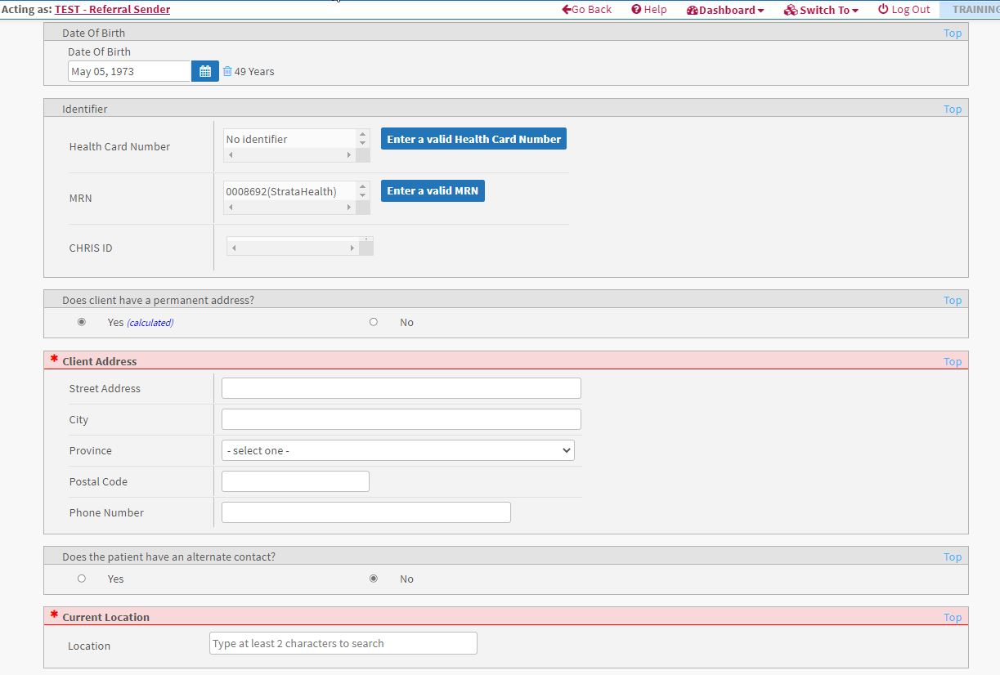 Acting as: TEST - Referral Sender Go Back Help Dashboard Switch To Log Out TRAINING
Date Of Birth Top
Date Of Birth
May 05, 1973 49 Years
Identifier Top
Health Card Number No identifier Enter a valid Health Card Number
MRN 0008692(StrataHealth) Enter a valid MRN
CHRIS ID
Does client have a permanent address? Top
Yes (calculated) No
* Client Address Top
Street Address
City
Province - select one -
Postal Code
Phone Number
Does the patient have an alternate contact? Top
Yes No
* Current Location Top
Location Type at least 2 characters to search